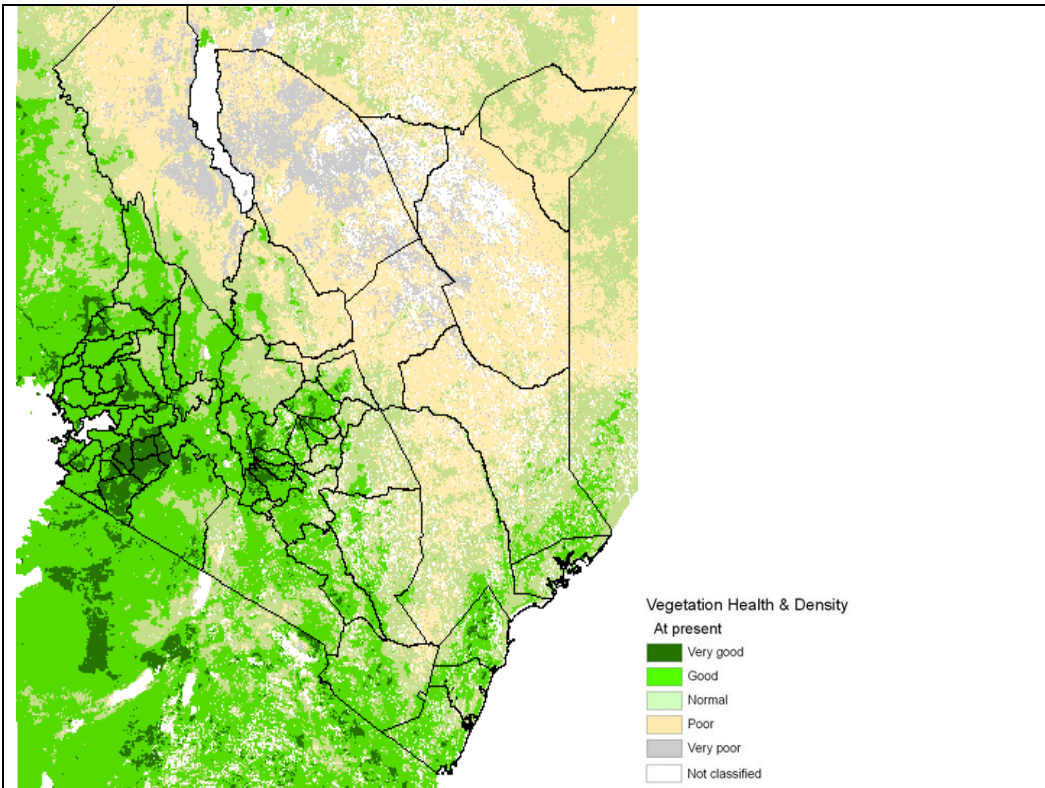 Vegetation Health & Density
At present
Very good
Good
Normal
Poor
Very poor
Not classified